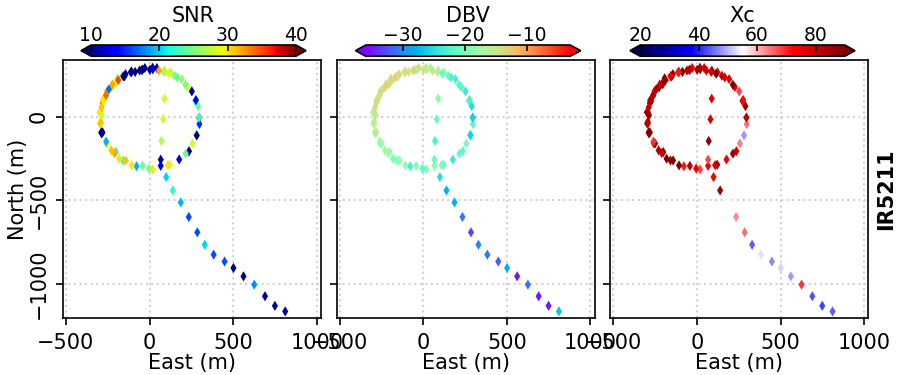 SNR DBV Xc
10 20 30 40 −30 −20 −10 20 40 60 80
North (m)
0
−500
−1000
IR5211
−500 0 500 1000 −500 0 500 1000 −500 0 500 1000
East (m) East (m) East (m)